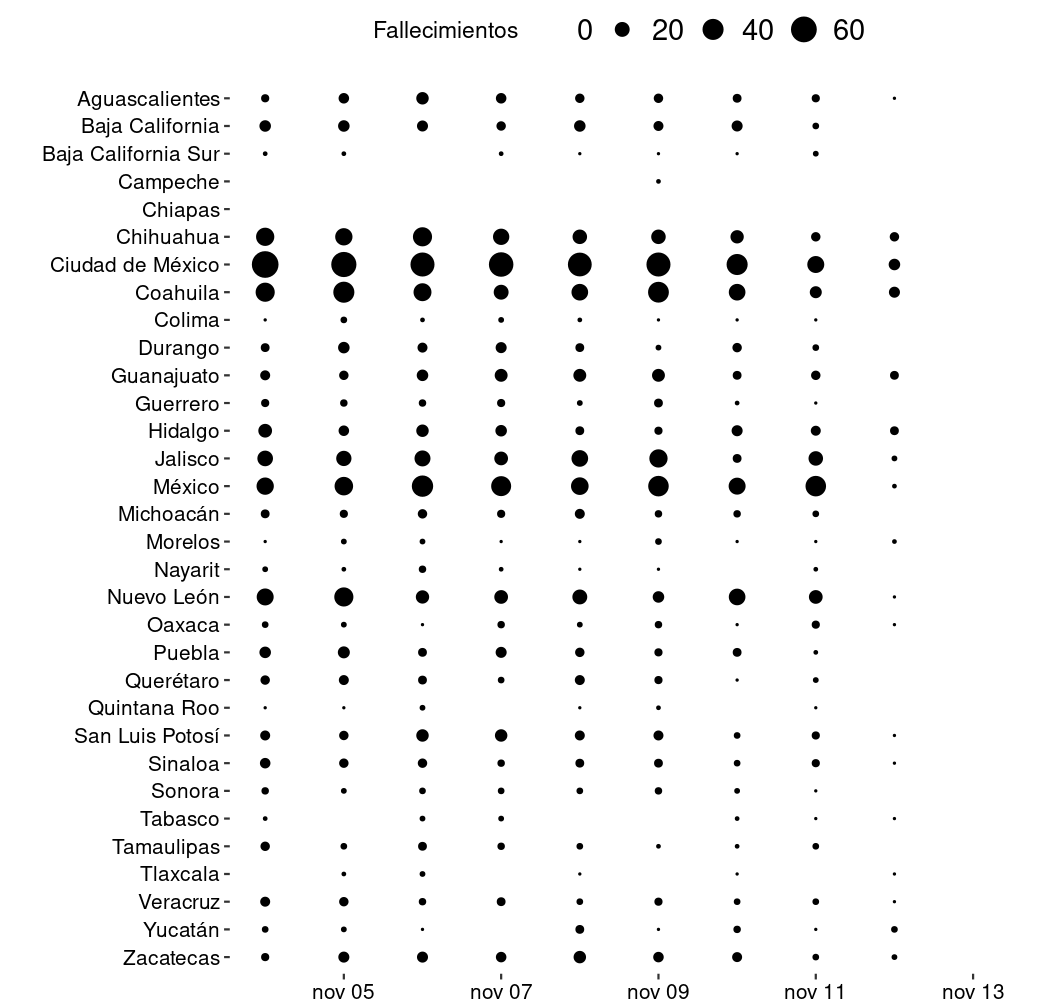 Fallecimientos 0 20 40 60
Aguascalientes
Baja California
Baja California Sur
Campeche
Chiapas
Chihuahua
Ciudad de México
Coahuila
Colima
Durango
Guanajuato
Guerrero
Hidalgo
Jalisco
México
Michoacán
Morelos
Nayarit
Nuevo León
Oaxaca
Puebla
Querétaro
Quintana Roo
San Luis Potosí
Sinaloa
Sonora
Tabasco
Tamaulipas
Tlaxcala
Veracruz
Yucatán
Zacatecas
nov 05 nov 07 nov 09 nov 11 nov 13